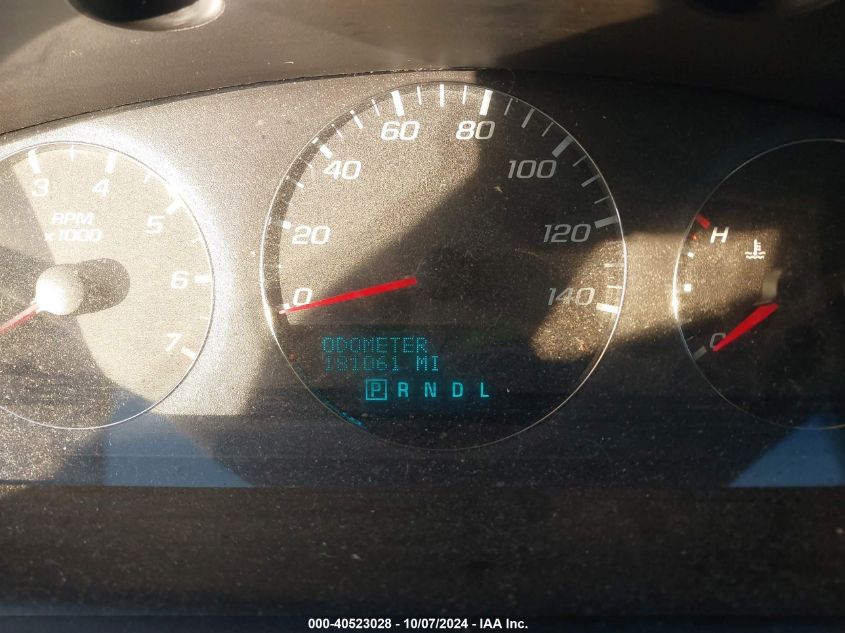 3 4 5 6 7
RPM
x1000
0 20 40 60 80 100 120 140
ODOMETER
181061 MI
P R N D L
H
C
000-40523028 - 10/07/2024 - IAA Inc.